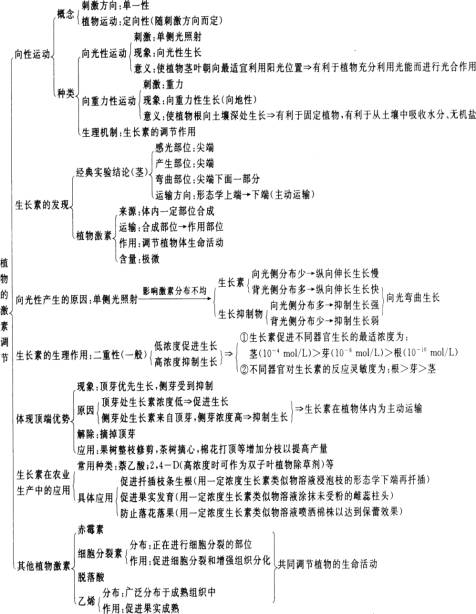 植物的激素调节
向性运动
概念
刺激方向:单一性
植物运动:定向性(随刺激方向而定)
种类
向光性运动
刺激:单侧光照射
现象:向光性生长
意义:使植物茎叶朝向最适宜利用阳光位置⇒有利于植物充分利用光能而进行光合作用
向重力性运动
刺激:重力
现象:向重力性生长(向地性)
意义:使植物根向土壤深处生长⇒有利于固定植物,有利于从土壤中吸收水分、无机盐
生理机制:生长素的调节作用
生长素的发现
经典实验结论(茎)
感光部位:尖端
产生部位:尖端
弯曲部位:尖端下面一部分
运输方向:形态学上端→下端(主动运输)
植物激素
来源:体内一定部位合成
运输:合成部位→作用部位
作用:调节植物体生命活动
含量:极微
向光性产生的原因:单侧光照射
影响激素分布不均
生长素
向光侧分布少→纵向伸长生长慢
背光侧分布多→纵向伸长生长快
生长抑制物
向光侧分布多→抑制生长强
背光侧分布少→抑制生长弱
向光弯曲生长
生长素的生理作用:二重性(一般)
低浓度促进生长
高浓度抑制生长
①生长素促进不同器官生长的最适浓度为:
茎(10⁻⁴ mol/L)>芽(10⁻⁸ mol/L)>根(10⁻¹⁰ mol/L)
②不同器官对生长素的反应灵敏度为:根>芽>茎
体现顶端优势
现象:顶芽优先生长,侧芽受到抑制
原因
顶芽处生长素浓度低⇒促进生长
侧芽处生长素来自顶芽,侧芽浓度高⇒抑制生长
⇒生长素在植物体内为主动运输
解除:摘掉顶芽
应用:果树整枝修剪,茶树摘心,棉花打顶等增加分枝以提高产量
生长素在农业
生产中的应用
常用种类:萘乙酸;2,4-D(高浓度时可作为双子叶植物除草剂)等
具体应用
促进扦插枝条生根(用一定浓度生长素类似物溶液浸泡枝的形态学下端再扦插)
促进果实发育(用一定浓度生长素类似物溶液涂抹未受粉的雌蕊柱头)
防止落花落果(用一定浓度生长素类似物溶液喷洒棉株以达到保蕾效果)
其他植物激素
赤霉素
细胞分裂素
分布:正在进行细胞分裂的部位
作用:促进细胞分裂和增强组织分化
脱落酸
乙烯
分布:广泛分布于成熟组织中
作用:促进果实成熟
共同调节植物的生命活动